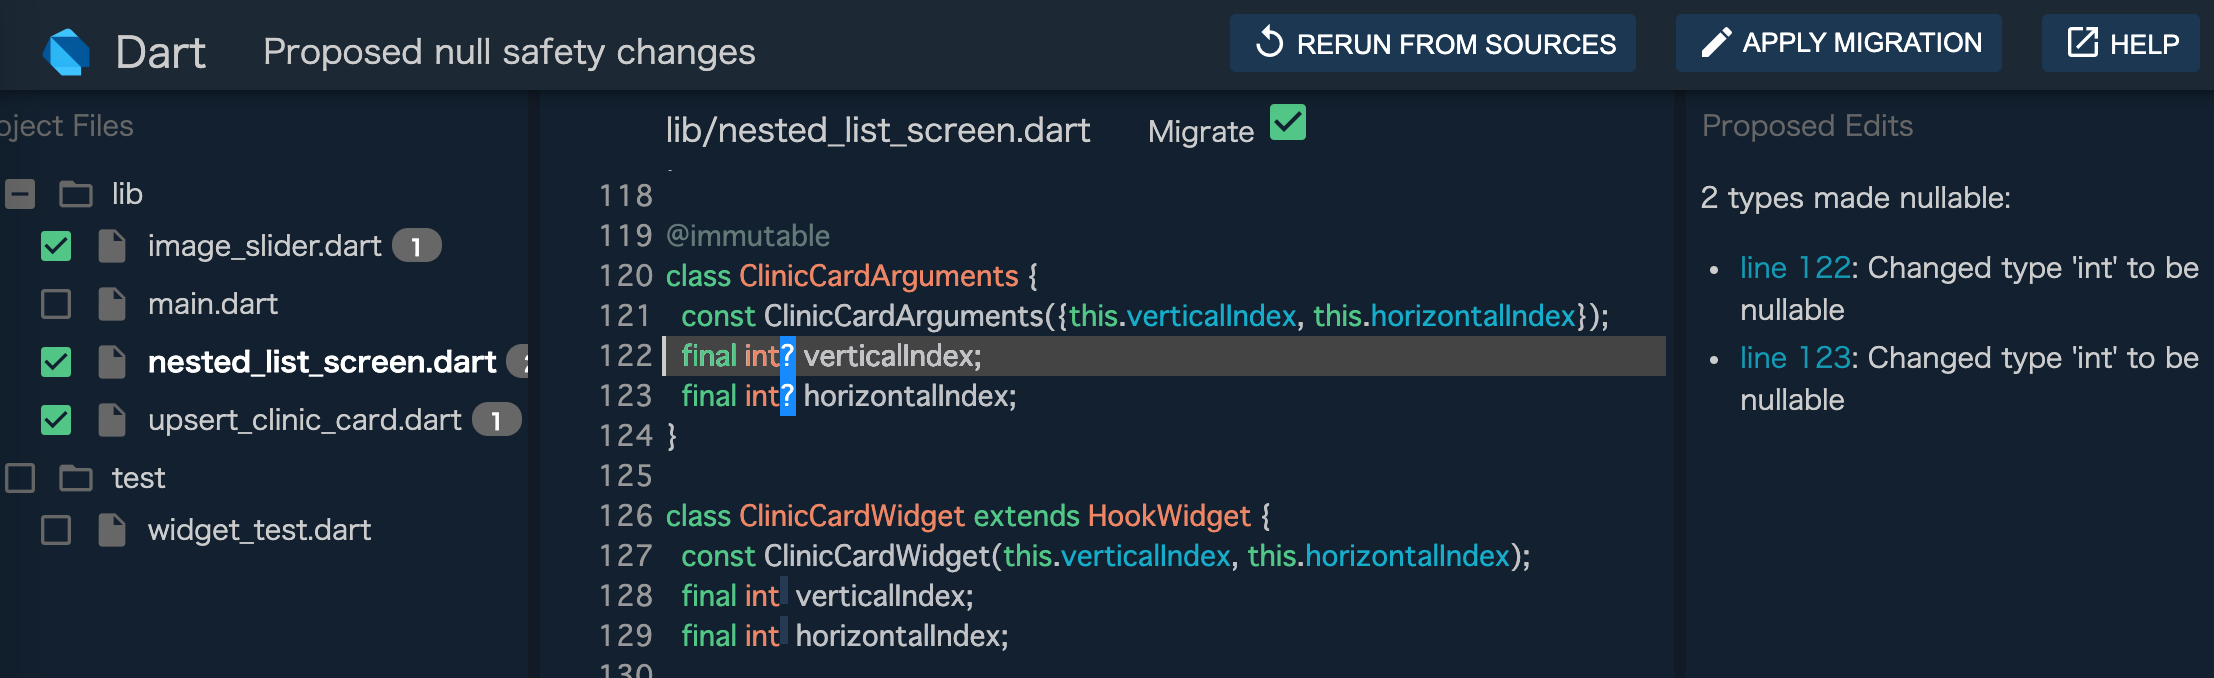 Dart Proposed null safety changes RERUN FROM SOURCES APPLY MIGRATION HELP
oject Files
lib
image_slider.dart 1
main.dart
nested_list_screen.dart
upsert_clinic_card.dart 1
test
widget_test.dart
lib/nested_list_screen.dart Migrate
118
119 @immutable
120 class ClinicCardArguments {
121 const ClinicCardArguments({this.verticalIndex, this.horizontalIndex});
122 final int? verticalIndex;
123 final int? horizontalIndex;
124 }
125
126 class ClinicCardWidget extends HookWidget {
127 const ClinicCardWidget(this.verticalIndex, this.horizontalIndex);
128 final int verticalIndex;
129 final int horizontalIndex;
130
Proposed Edits
2 types made nullable:
• line 122: Changed type 'int' to be
nullable
• line 123: Changed type 'int' to be
nullable